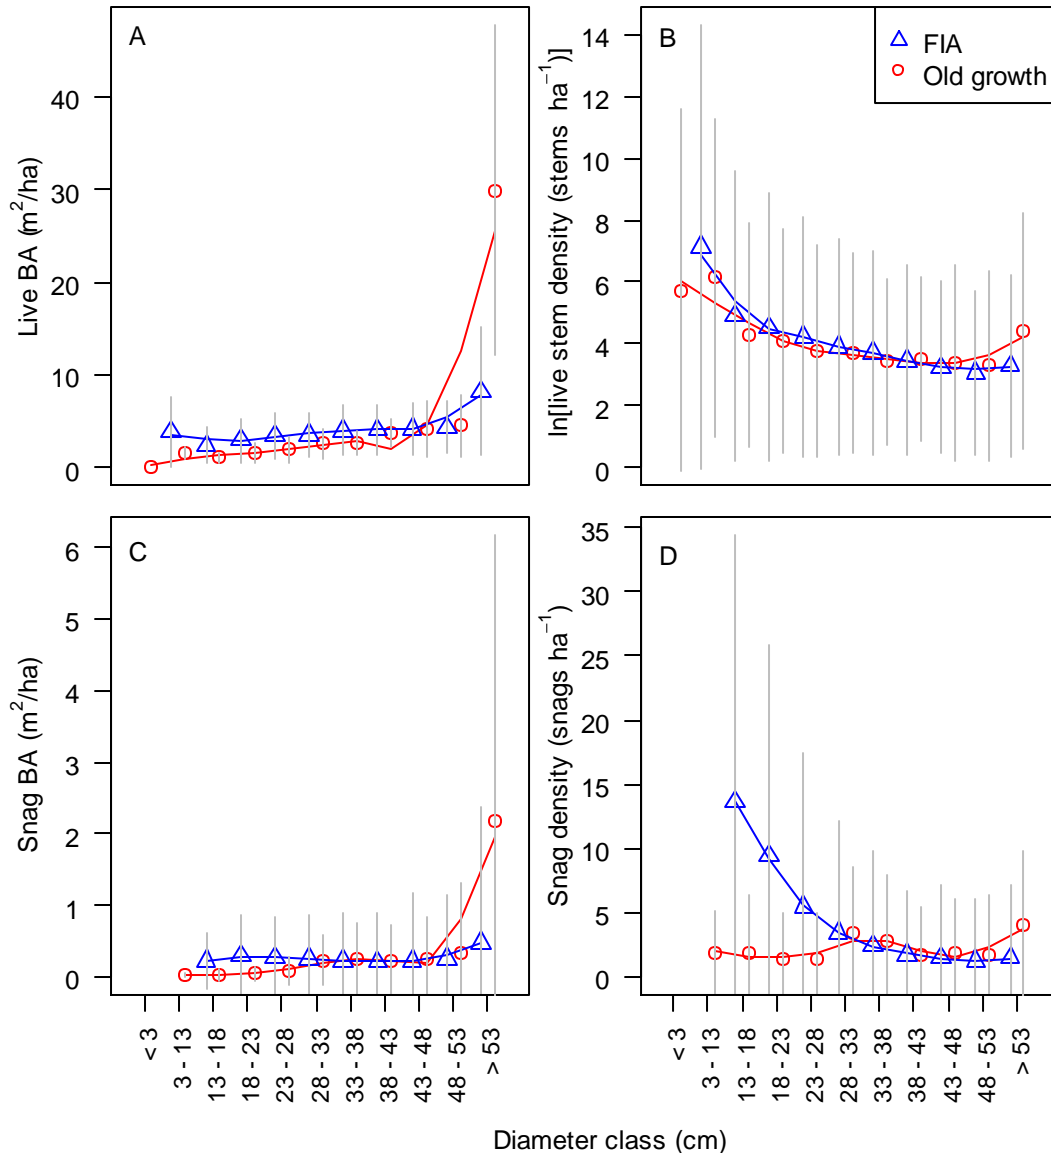 A
Live BA (m²/ha)
40
30
20
10
0
B
FIA
Old growth
ln[live stem density (stems ha⁻¹)]
14
12
10
8
6
4
2
0
C
Snag BA (m²/ha)
6
5
4
3
2
1
0
D
Snag density (snags ha⁻¹)
35
30
25
20
15
10
5
0
< 3
3 - 13
13 - 18
18 - 23
23 - 28
28 - 33
33 - 38
38 - 43
43 - 48
48 - 53
> 53
< 3
3 - 13
13 - 18
18 - 23
23 - 28
28 - 33
33 - 38
38 - 43
43 - 48
48 - 53
> 53
Diameter class (cm)